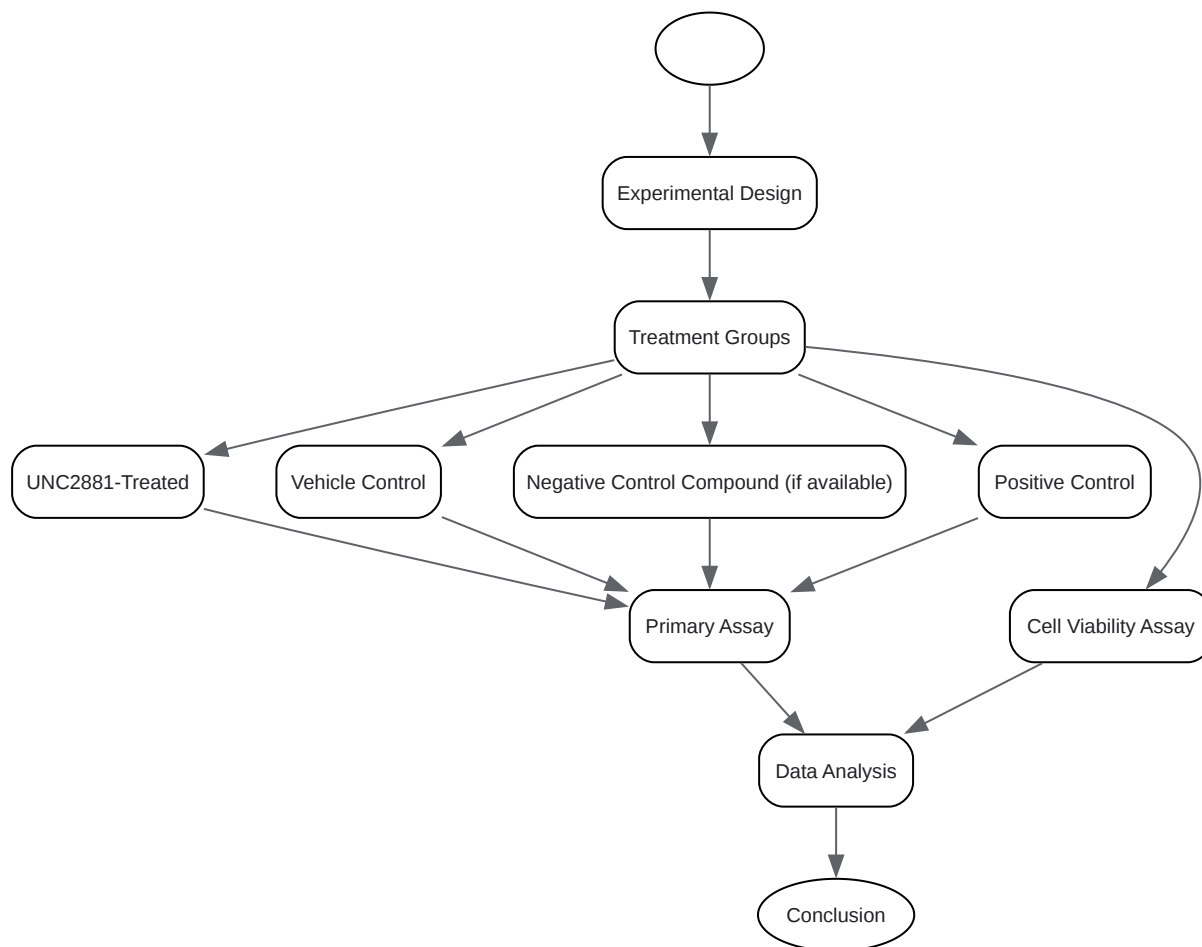 Experimental Design
Treatment Groups
UNC2881-Treated
Vehicle Control
Negative Control Compound (if available)
Positive Control
Primary Assay
Cell Viability Assay
Data Analysis
Conclusion